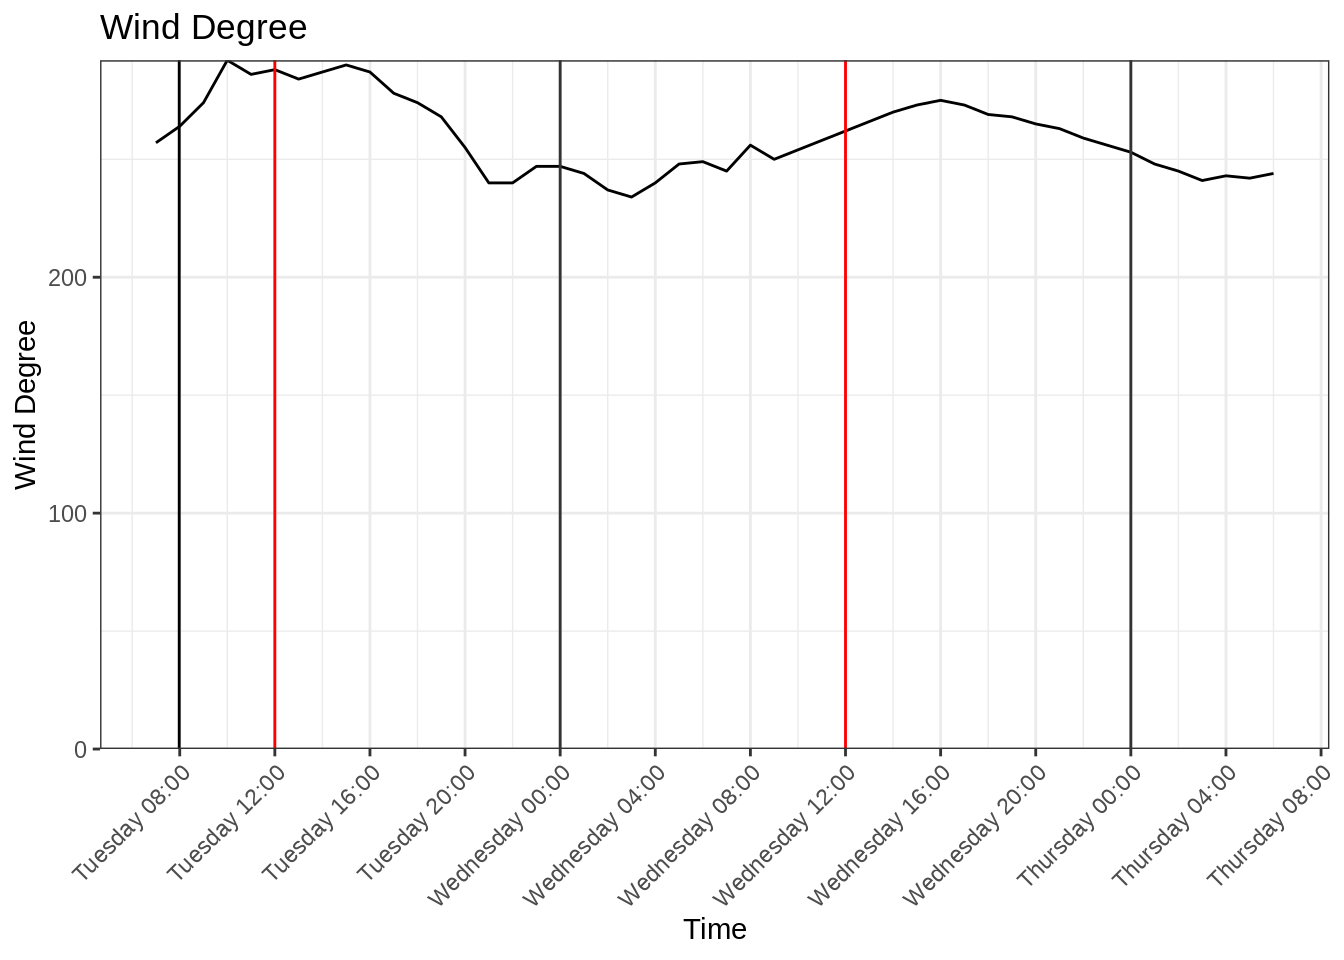 Wind Degree
Wind Degree
200
100
0
Tuesday 08:00
Tuesday 12:00
Tuesday 16:00
Tuesday 20:00
Wednesday 00:00
Wednesday 04:00
Wednesday 08:00
Wednesday 12:00
Wednesday 16:00
Wednesday 20:00
Thursday 00:00
Thursday 04:00
Thursday 08:00
Time